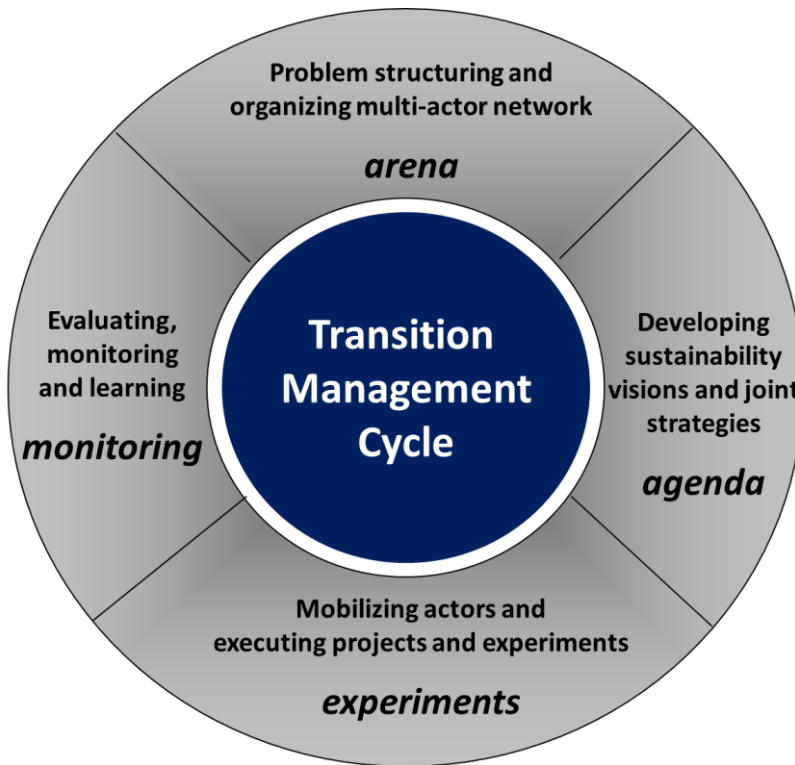 Problem structuring and
organizing multi-actor network
arena
Developing
sustainability
visions and joint
strategies
agenda
Mobilizing actors and
executing projects and experiments
experiments
Evaluating,
monitoring
and learning
monitoring
Transition
Management
Cycle